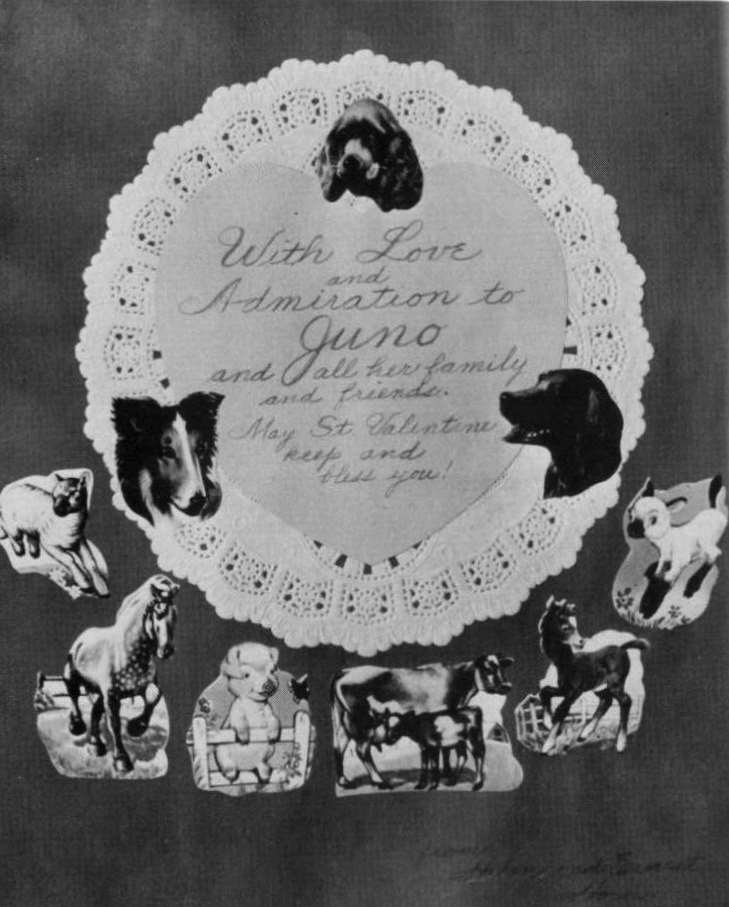 With Love
and
Admiration to
Juno
and all her family
and friends.
May St. Valentine
keep and
bless you!